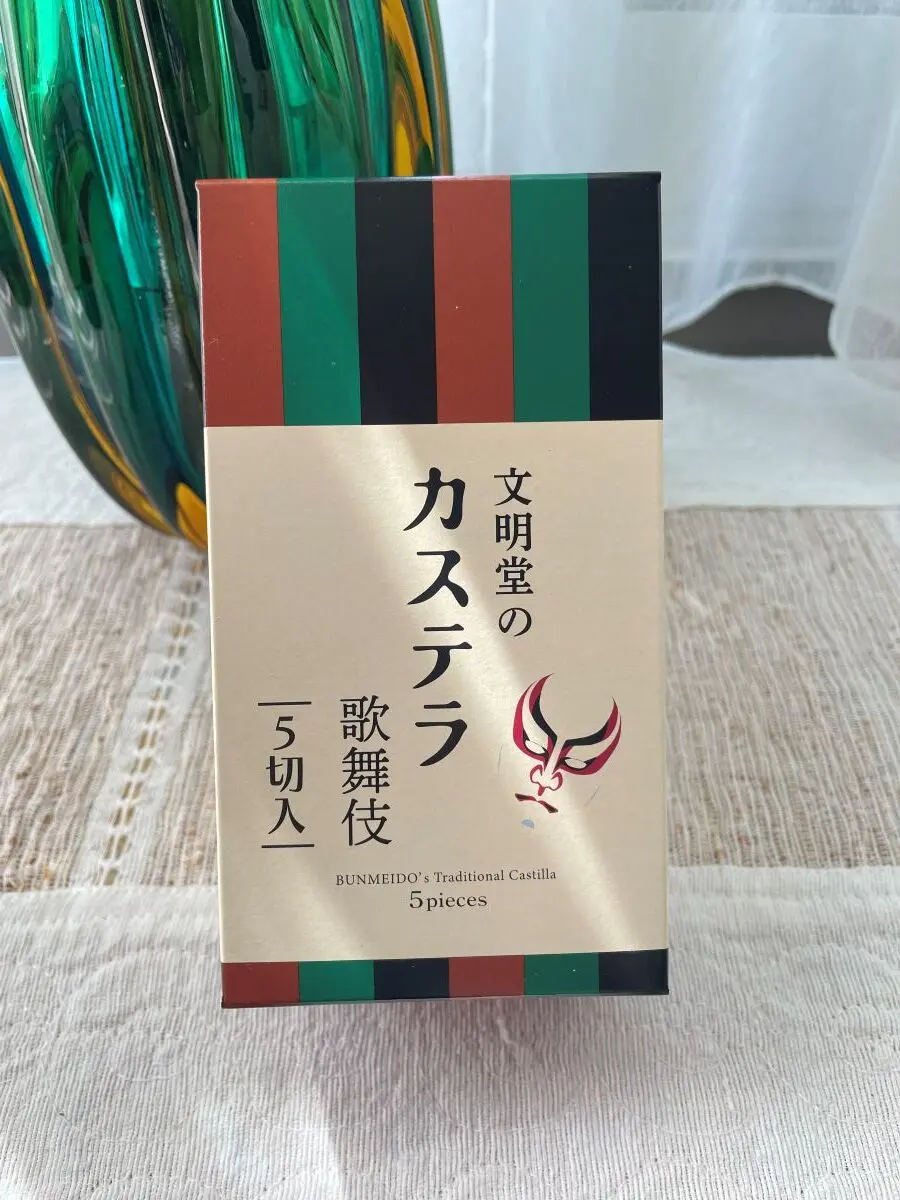 文明堂の
カステラ
歌舞伎
5切入
BUNMEIDO's Traditional Castilla
5pieces